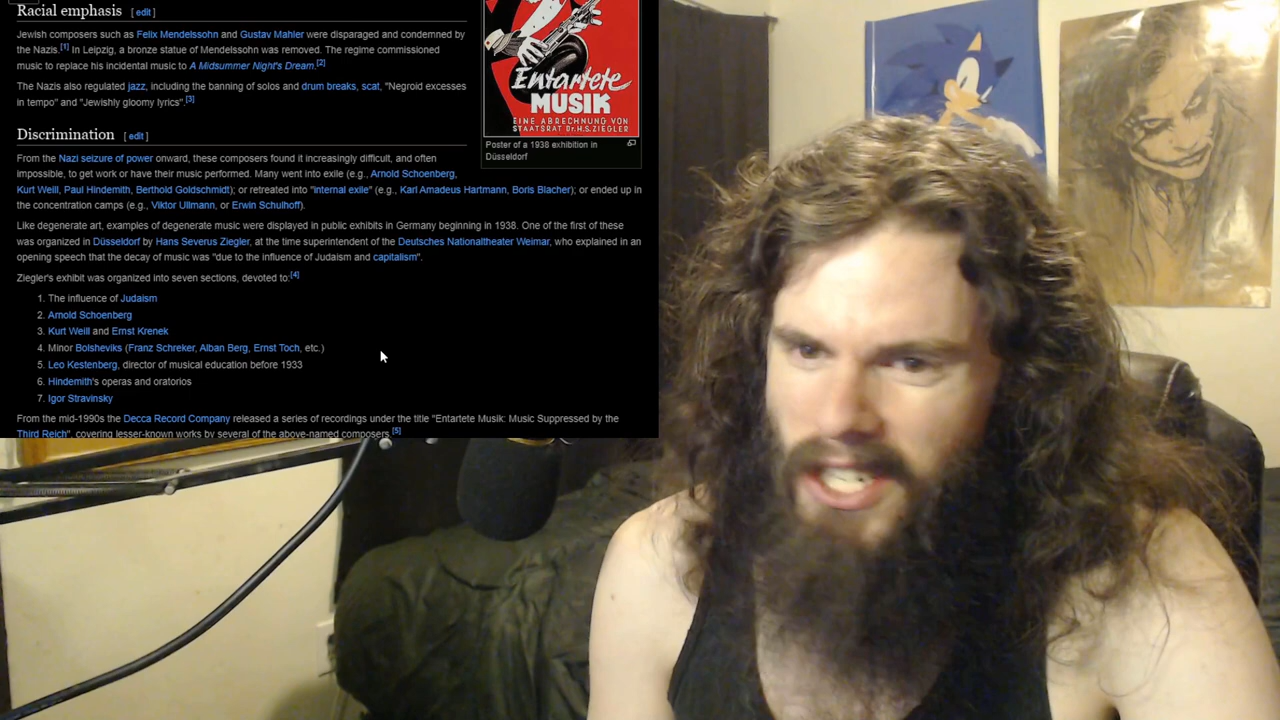 Racial emphasis [ edit ]
Jewish composers such as Felix Mendelssohn and Gustav Mahler were disparaged and condemned by
the Nazis.[1] In Leipzig, a bronze statue of Mendelssohn was removed. The regime commissioned
music to replace his incidental music to A Midsummer Night's Dream.[2]
The Nazis also regulated jazz, including the banning of solos and drum breaks, scat, "Negroid excesses
in tempo" and "Jewishly gloomy lyrics".[3]
Entartete
MUSIK
EINE ABRECHNUNG VON
STAATSRAT Dr. H.S. ZIEGLER
Poster of a 1938 exhibition in
Düsseldorf
Discrimination [ edit ]
From the Nazi seizure of power onward, these composers found it increasingly difficult, and often
impossible, to get work or have their music performed. Many went into exile (e.g., Arnold Schoenberg,
Kurt Weill, Paul Hindemith, Berthold Goldschmidt); or retreated into "internal exile" (e.g., Karl Amadeus Hartmann, Boris Blacher); or ended up in
the concentration camps (e.g., Viktor Ullmann, or Erwin Schulhoff).
Like degenerate art, examples of degenerate music were displayed in public exhibits in Germany beginning in 1938. One of the first of these
was organized in Düsseldorf by Hans Severus Ziegler, at the time superintendent of the Deutsches Nationaltheater Weimar, who explained in an
opening speech that the decay of music was "due to the influence of Judaism and capitalism".
Ziegler's exhibit was organized into seven sections, devoted to:[4]
1. The influence of Judaism
2. Arnold Schoenberg
3. Kurt Weill and Ernst Krenek
4. Minor Bolsheviks (Franz Schreker, Alban Berg, Ernst Toch, etc.)
5. Leo Kestenberg, director of musical education before 1933
6. Hindemith's operas and oratorios
7. Igor Stravinsky
From the mid-1990s the Decca Record Company released a series of recordings under the title "Entartete Musik: Music Suppressed by the
Third Reich", covering lesser-known works by several of the above-named composers.[5]